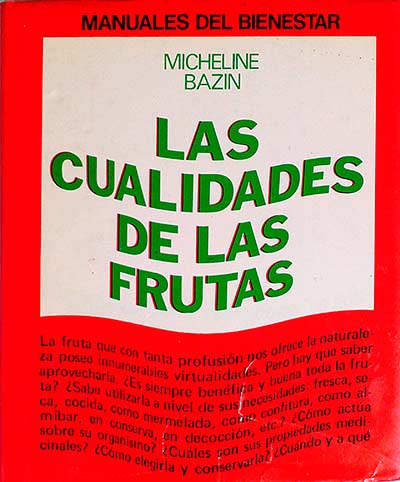 MANUALES DEL BIENESTAR
MICHELINE
BAZIN
LAS
CUALIDADES
DE LAS
FRUTAS
La fruta que con tanta profusión nos ofrece la naturale-
za posee innumerables virtualidades. Pero hay que saber
aprovecharla. ¿Es siempre benéfica y buena toda la fru-
ta? ¿Sabe utilizarla a nivel de sus necesidades: fresca, se-
ca, cocida, como mermelada, como confitura, como al-
míbar, en conserva, en decocción, etc.? ¿Cómo actúa
sobre su organismo? ¿Cuáles son sus propiedades medi-
cinales? ¿Cómo elegirla y conservarla? ¿Cuándo y a qué